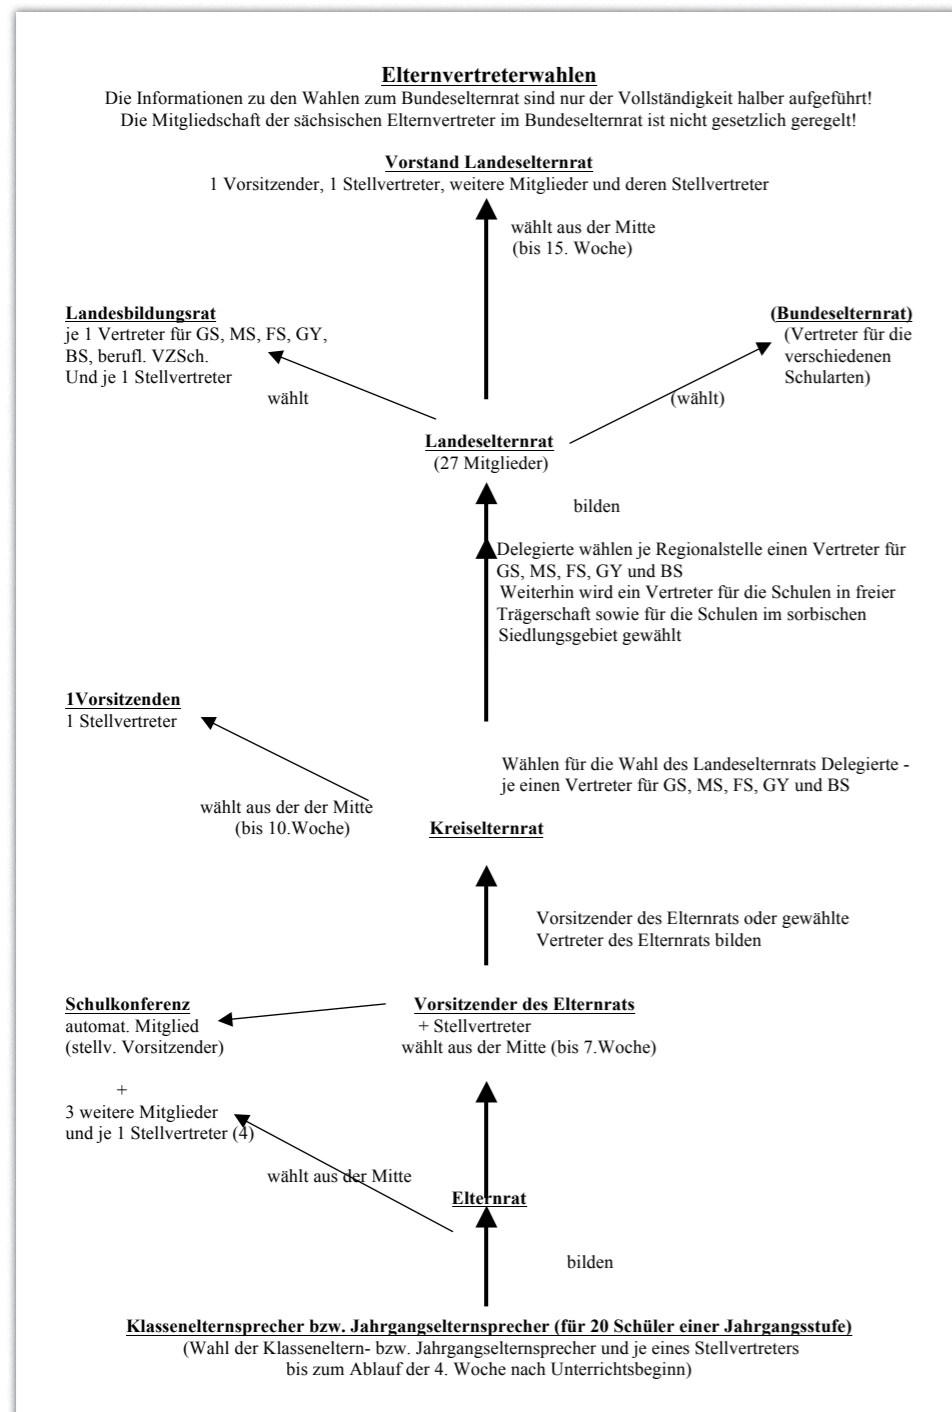 Elternvertreterwahlen
Die Informationen zu den Wahlen zum Bundeselternrat sind nur der Vollständigkeit halber aufgeführt!
Die Mitgliedschaft der sächsischen Elternvertreter im Bundeselternrat ist nicht gesetzlich geregelt!
Vorstand Landeselternrat
1 Vorsitzender, 1 Stellvertreter, weitere Mitglieder und deren Stellvertreter
wählt aus der Mitte
(bis 15. Woche)
Landesbildungsrat
je 1 Vertreter für GS, MS, FS, GY,
BS, berufl. VZSch.
Und je 1 Stellvertreter
wählt
(Bundeselternrat)
(Vertreter für die
verschiedenen
Schularten)
(wählt)
Landeselternrat
(27 Mitglieder)
bilden
Delegierte wählen je Regionalstelle einen Vertreter für
GS, MS, FS, GY und BS
Weiterhin wird ein Vertreter für die Schulen in freier
Trägerschaft sowie für die Schulen im sorbischen
Siedlungsgebiet gewählt
1Vorsitzenden
1 Stellvertreter
Wählen für die Wahl des Landeselternrats Delegierte -
je einen Vertreter für GS, MS, FS, GY und BS
wählt aus der der Mitte
(bis 10.Woche)
Kreiselternrat
Vorsitzender des Elternrats oder gewählte
Vertreter des Elternrats bilden
Schulkonferenz
automat. Mitglied
(stellv. Vorsitzender)
Vorsitzender des Elternrats
+ Stellvertreter
wählt aus der Mitte (bis 7.Woche)
+
3 weitere Mitglieder
und je 1 Stellvertreter (4)
wählt aus der Mitte
Elternrat
bilden
Klassenelternsprecher bzw. Jahrgangselternsprecher (für 20 Schüler einer Jahrgangsstufe)
(Wahl der Klasseneltern- bzw. Jahrgangselternsprecher und je eines Stellvertreters
bis zum Ablauf der 4. Woche nach Unterrichtsbeginn)